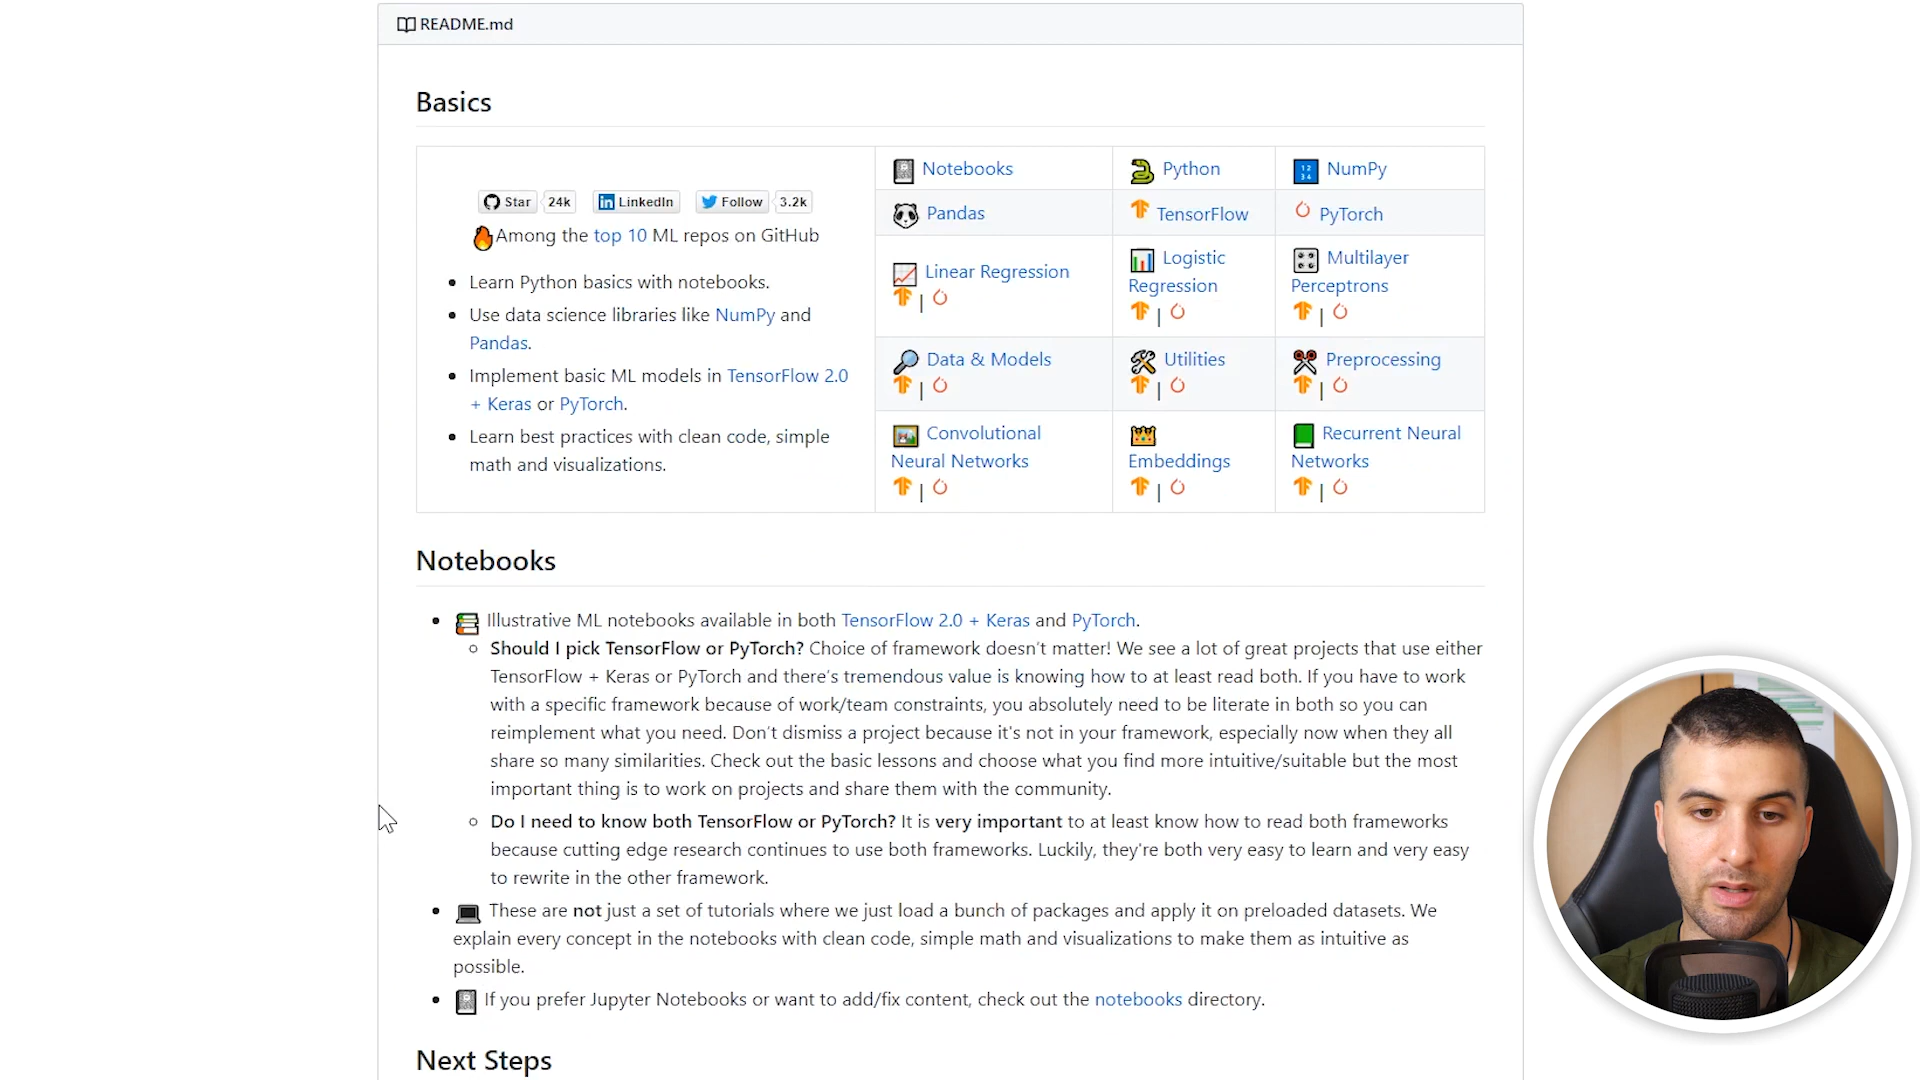 README.md
Basics
Star 24k LinkedIn Follow 3.2k
Among the top 10 ML repos on GitHub
Learn Python basics with notebooks.
Use data science libraries like NumPy and
Pandas.
Implement basic ML models in TensorFlow 2.0
+ Keras or PyTorch.
Learn best practices with clean code, simple
math and visualizations.
Notebooks Python NumPy
Pandas TensorFlow PyTorch
Linear Regression
|
Logistic
Regression
|
Multilayer
Perceptrons
|
Data & Models
|
Utilities
|
Preprocessing
|
Convolutional
Neural Networks
|
Embeddings
|
Recurrent Neural
Networks
|
Notebooks
Illustrative ML notebooks available in both TensorFlow 2.0 + Keras and PyTorch.
Should I pick TensorFlow or PyTorch? Choice of framework doesn't matter! We see a lot of great projects that use either
TensorFlow + Keras or PyTorch and there's tremendous value is knowing how to at least read both. If you have to work
with a specific framework because of work/team constraints, you absolutely need to be literate in both so you can
reimplement what you need. Don't dismiss a project because it's not in your framework, especially now when they all
share so many similarities. Check out the basic lessons and choose what you find more intuitive/suitable but the most
important thing is to work on projects and share them with the community.
Do I need to know both TensorFlow or PyTorch? It is very important to at least know how to read both frameworks
because cutting edge research continues to use both frameworks. Luckily, they're both very easy to learn and very easy
to rewrite in the other framework.
These are not just a set of tutorials where we just load a bunch of packages and apply it on preloaded datasets. We
explain every concept in the notebooks with clean code, simple math and visualizations to make them as intuitive as
possible.
If you prefer Jupyter Notebooks or want to add/fix content, check out the notebooks directory.
Next Steps